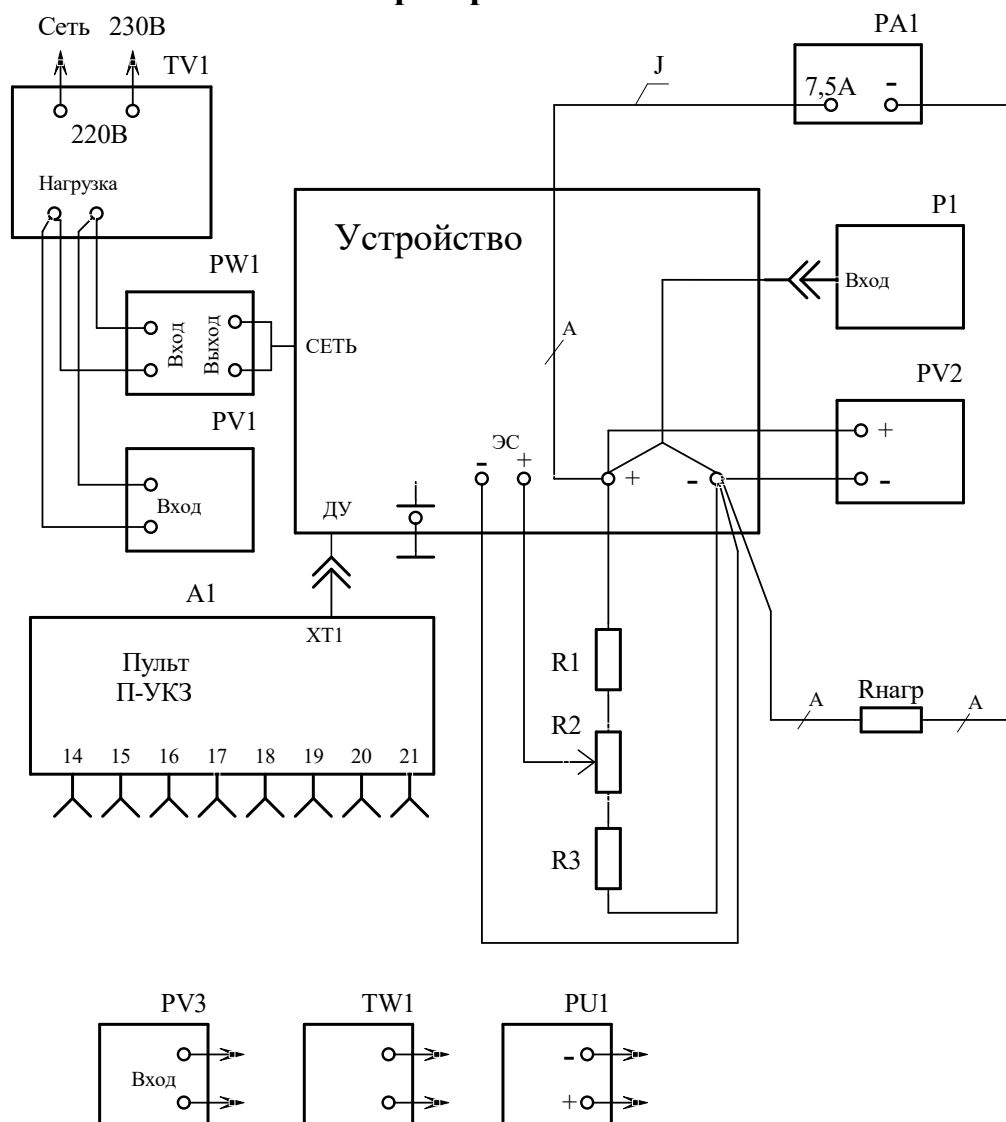 Сеть 230В
TV1
220В
Нагрузка
PA1
J
7,5А -
Устройство
P1
Вход
PW1
Вход
Выход
СЕТЬ
А
PV2
+
-
PV1
Вход
ЭС
- +
+ -
ДУ
А1
XT1
Пульт
П-УКЗ
14 15 16 17 18 19 20 21
R1
R2
R3
А
Rнагр
А
PV3
Вход
TW1
PU1
-
+